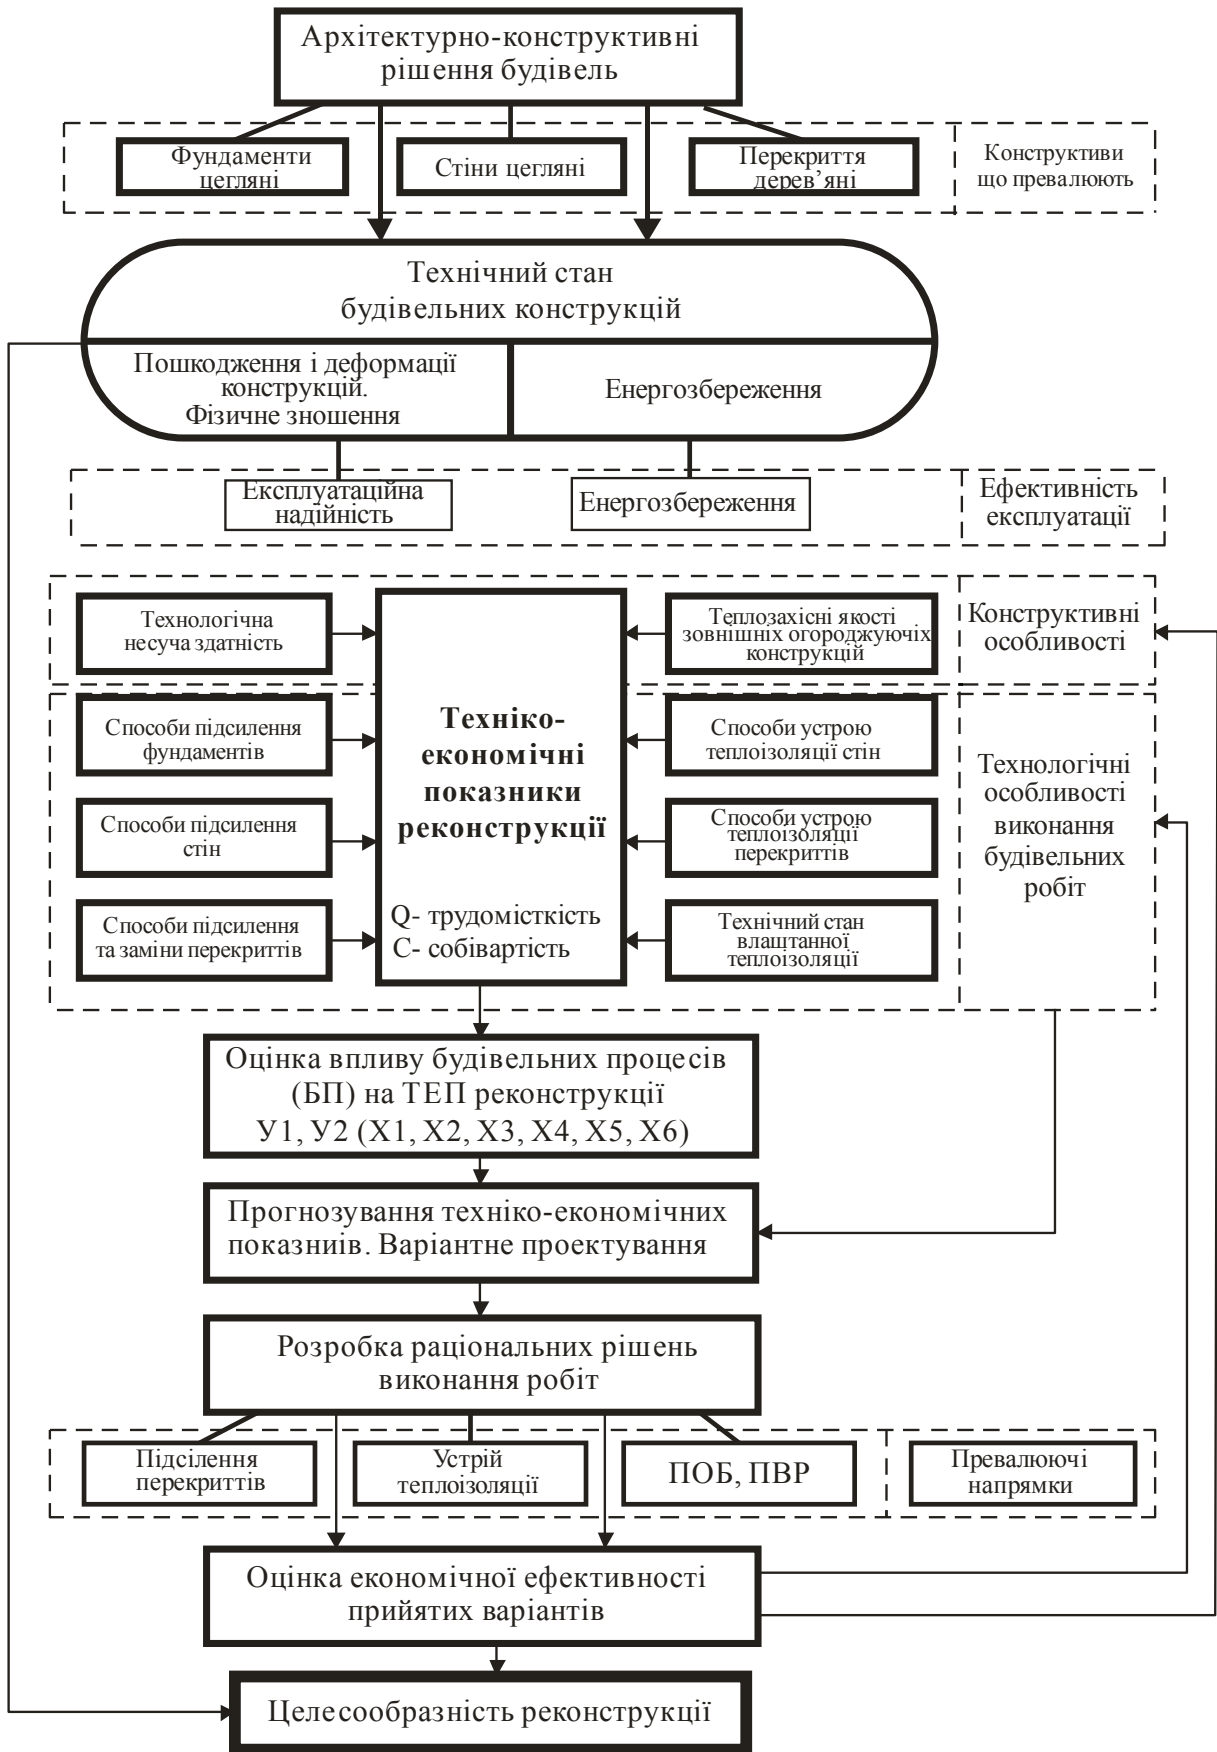 Архітектурно-конструктивні
рішення будівель
Фундаменти
цегляні
Стіни цегляні
Перекриття
дерев’яні
Конструктиви
що превалюють
Технічний стан
будівельних конструкцій
Пошкодження і деформації
конструкцій.
Фізичне зношення
Енергозбереження
Експлуатаційна
надійність
Енергозбереження
Ефективність
експлуатації
Технологічна
несуча здатність
Теплозахісні якості
зовнішніх огороджуючіх
конструкцій
Конструктивні
особливості
Способи підсилення
фундаментів
Способи підсилення
стін
Способи підсилення
та заміни перекриттів
Техніко-
економічні
показники
реконструкції
Q- трудомісткість
С- собівартість
Способи устрою
теплоізоляції стін
Способи устрою
теплоізоляції
перекриттів
Технічний стан
влаштанної
теплоізоляції
Технологічні
особливості
виконання
будівельних
робіт
Оцінка впливу будівельних процесів
(БП) на ТЕП реконструкції
У1, У2 (Х1, Х2, Х3, Х4, Х5, Х6)
Прогнозування техніко-економічних
показниів. Варіантне проектування
Розробка раціональних рішень
виконання робіт
Підсілення
перекриттів
Устрій
теплоізоляції
ПОБ, ПВР
Превалюючі
напрямки
Оцінка економічної ефективності
прийятих варіантів
Целесообразність реконструкції